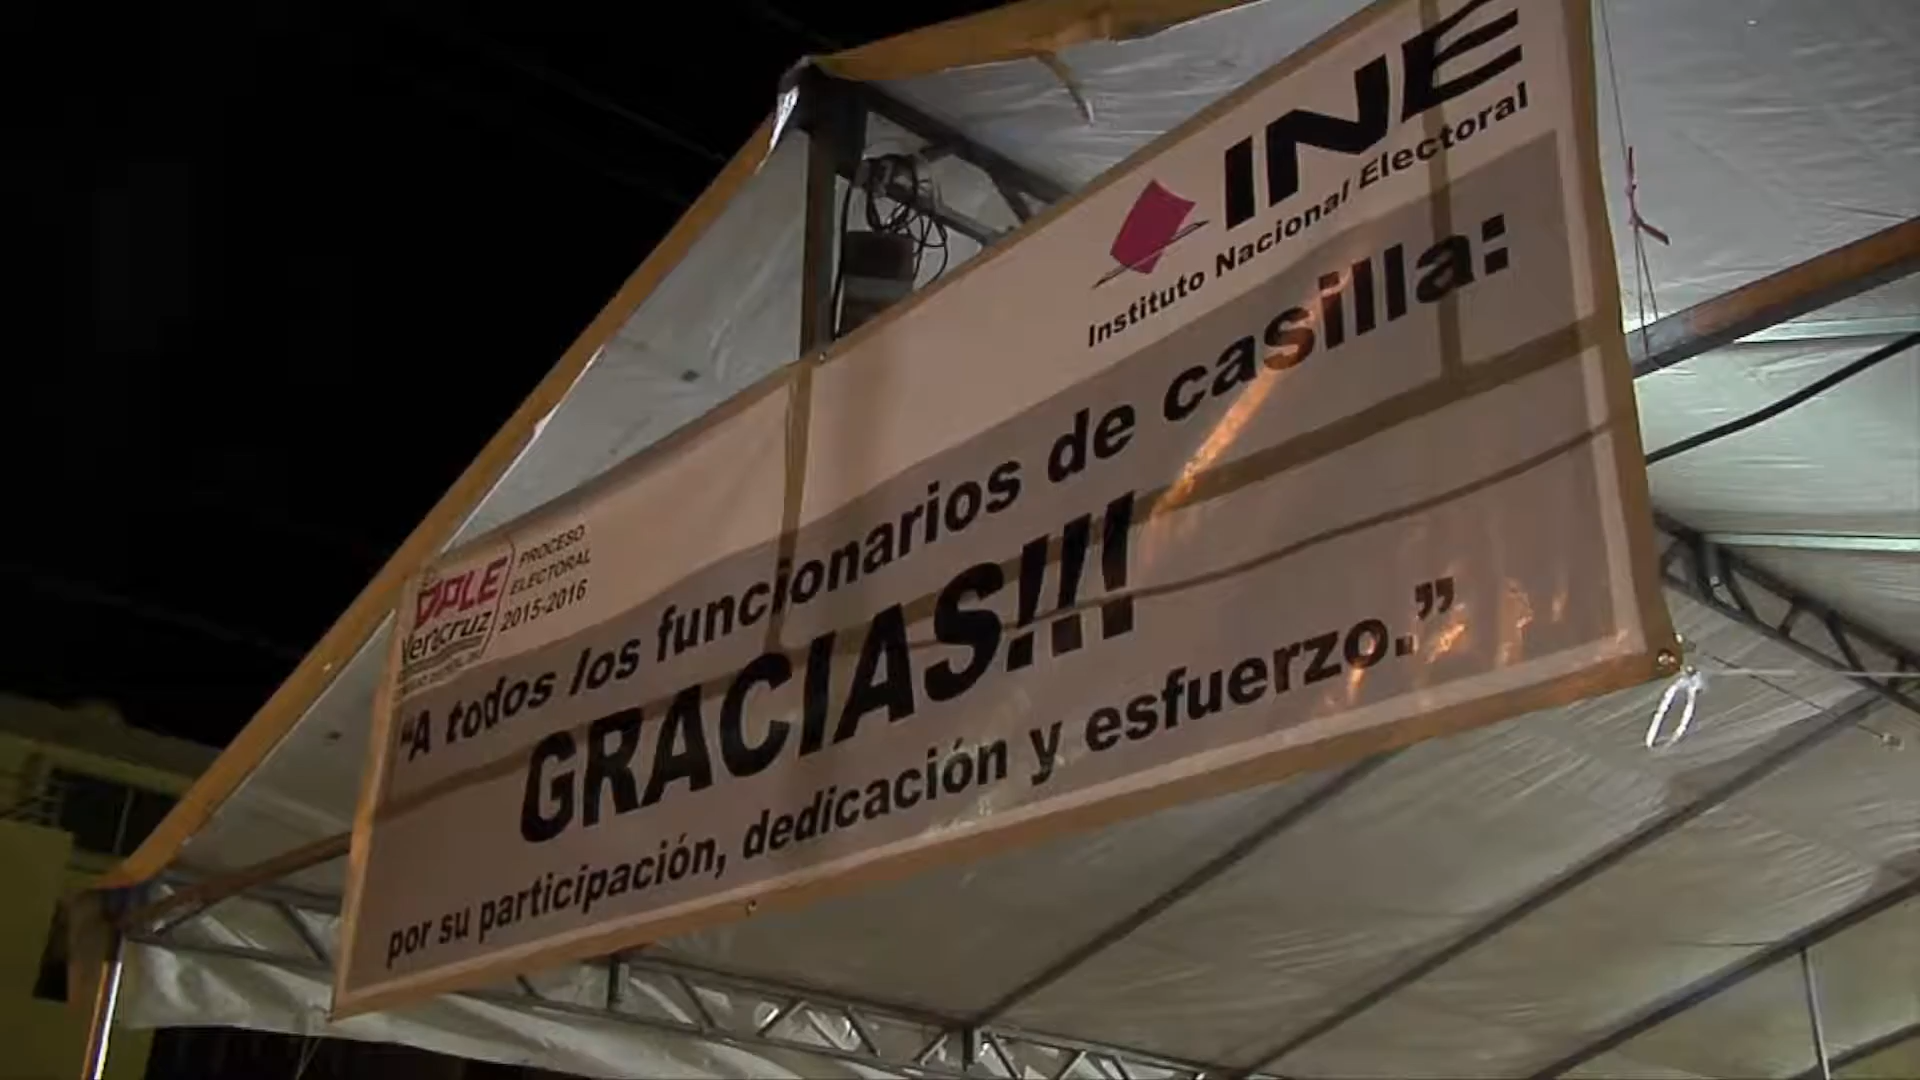 INE
Instituto Nacional Electoral
OPLE
Veracruz
PROCESO
ELECTORAL
2015-2016
“A todos los funcionarios de casilla:
GRACIAS!!!
por su participación, dedicación y esfuerzo.”